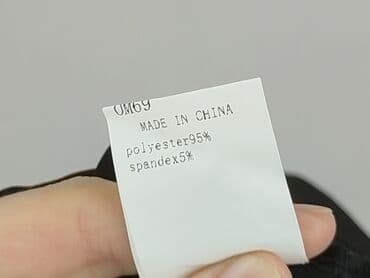 OM69
MADE IN CHINA
polyester95%
spandex5%